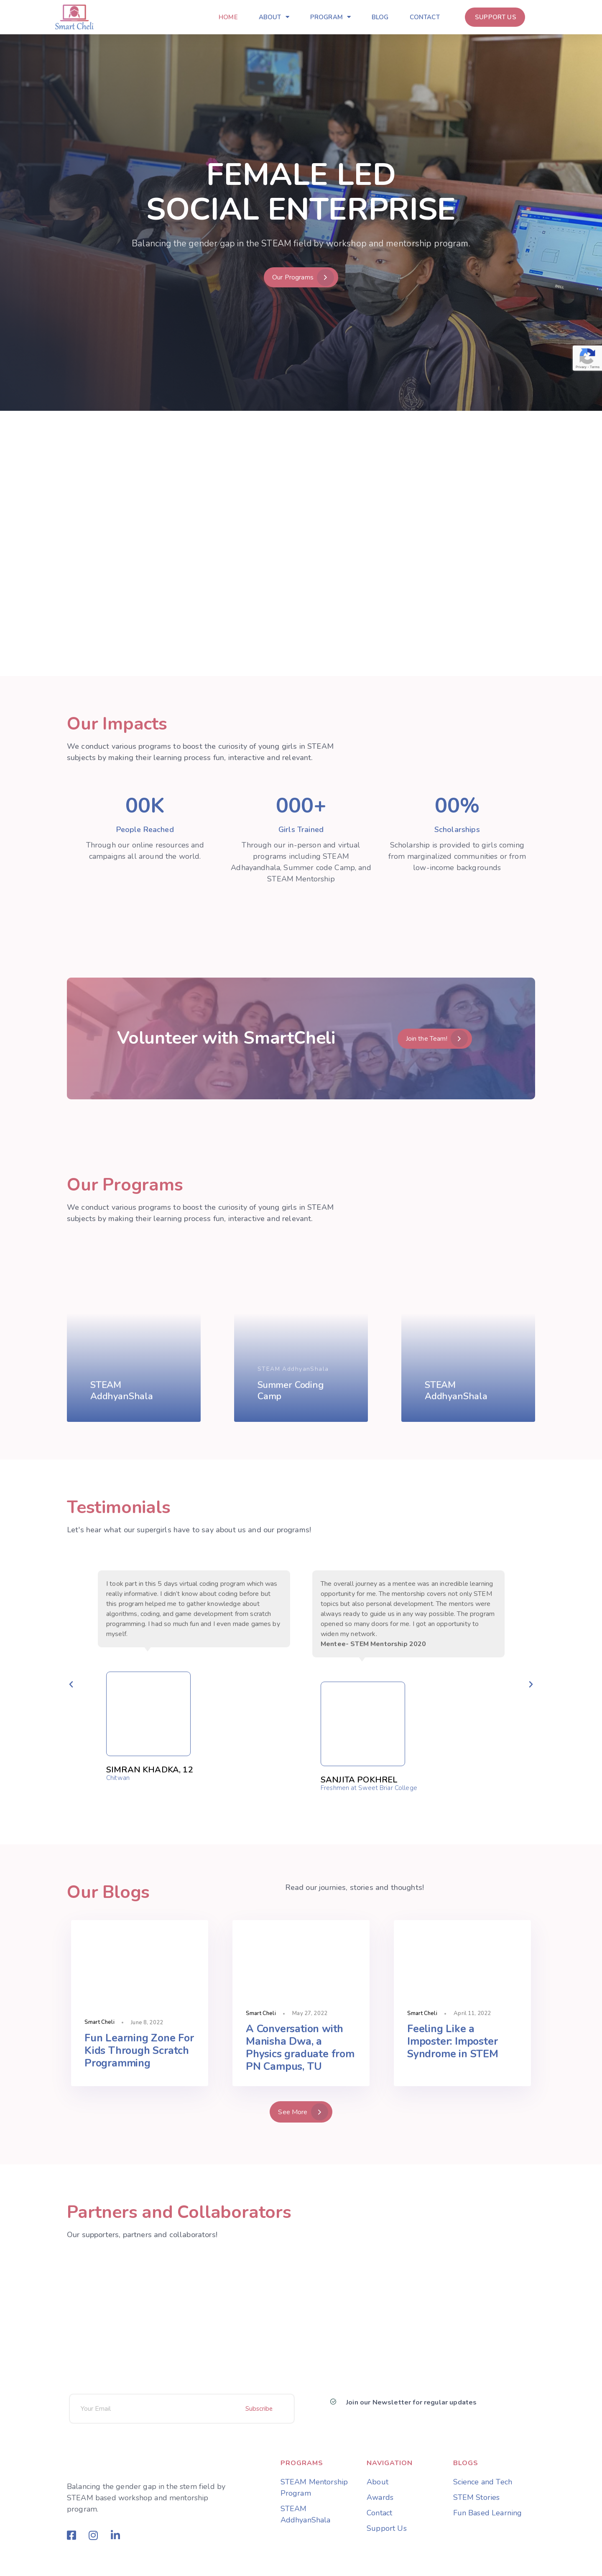 Smart Cheli
HOME
ABOUT
PROGRAM
BLOG
CONTACT
SUPPORT US
FEMALE LED
SOCIAL ENTERPRISE
Balancing the gender gap in the STEAM field by workshop and mentorship program.
Our Programs
Privacy - Terms
Our Impacts
We conduct various programs to boost the curiosity of young girls in STEAM
subjects by making their learning process fun, interactive and relevant.
00K
People Reached
Through our online resources and
campaigns all around the world.
000+
Girls Trained
Through our in-person and virtual
programs including STEAM
Adhayandhala, Summer code Camp, and
STEAM Mentorship
00%
Scholarships
Scholarship is provided to girls coming
from marginalized communities or from
low-income backgrounds
Volunteer with SmartCheli
Join the Team!
Our Programs
We conduct various programs to boost the curiosity of young girls in STEAM
subjects by making their learning process fun, interactive and relevant.
STEAM
AddhyanShala
STEAM AddhyanShala
Summer Coding
Camp
STEAM
AddhyanShala
Testimonials
Let's hear what our supergirls have to say about us and our programs!
I took part in this 5 days virtual coding program which was
really informative. I didn't know about coding before but
this program helped me to gather knowledge about
algorithms, coding, and game development from scratch
programming. I had so much fun and I even made games by
myself.
SIMRAN KHADKA, 12
Chitwan
The overall journey as a mentee was an incredible learning
opportunity for me. The mentorship covers not only STEM
topics but also personal development. The mentors were
always ready to guide us in any way possible. The program
opened so many doors for me. I got an opportunity to
widen my network.
Mentee- STEM Mentorship 2020
SANJITA POKHREL
Freshmen at Sweet Briar College
Our Blogs
Read our journies, stories and thoughts!
Smart Cheli • June 8, 2022
Fun Learning Zone For
Kids Through Scratch
Programming
Smart Cheli • May 27, 2022
A Conversation with
Manisha Dwa, a
Physics graduate from
PN Campus, TU
Smart Cheli • April 11, 2022
Feeling Like a
Imposter: Imposter
Syndrome in STEM
See More
Partners and Collaborators
Our supporters, partners and collaborators!
Your Email
Subscribe
Join our Newsletter for regular updates
Balancing the gender gap in the stem field by
STEAM based workshop and mentorship
program.
PROGRAMS
STEAM Mentorship
Program
STEAM
AddhyanShala
NAVIGATION
About
Awards
Contact
Support Us
BLOGS
Science and Tech
STEM Stories
Fun Based Learning